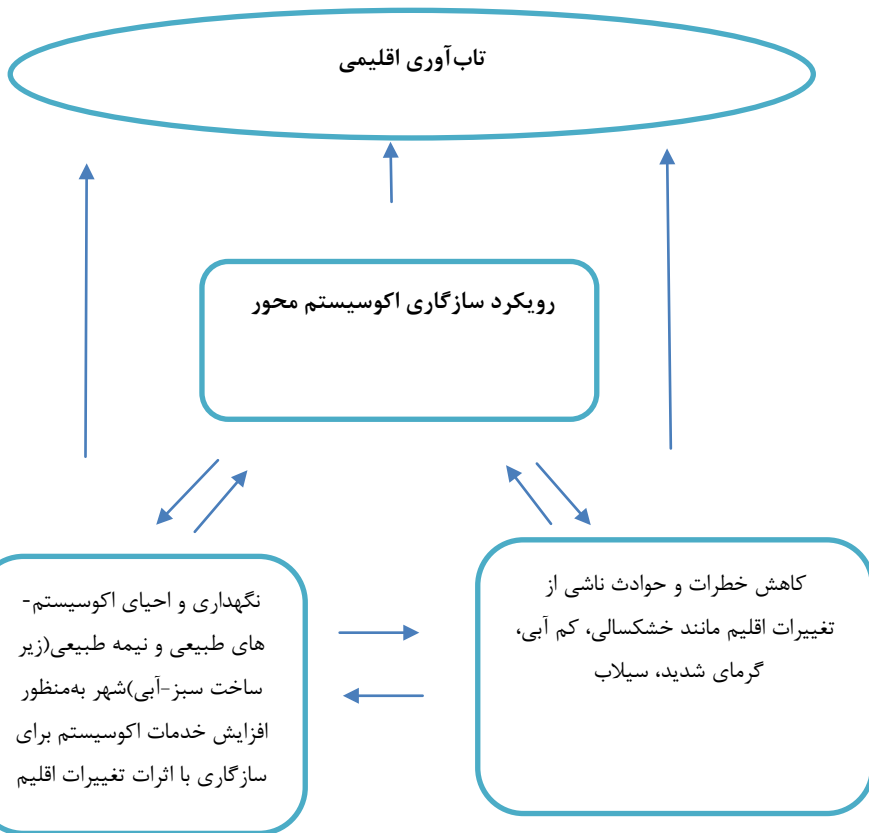 تاب‌آوری اقلیمی
رویکرد سازگاری اکوسیستم محور
کاهش خطرات و حوادث ناشی از
تغییرات اقلیم مانند خشکسالی، کم آبی،
گرمای شدید، سیلاب
نگهداری و احیای اکوسیستم-
های طبیعی و نیمه طبیعی(زیر
ساخت سبز-آبی)شهر به‌منظور
افزایش خدمات اکوسیستم برای
سازگاری با اثرات تغییرات اقلیم